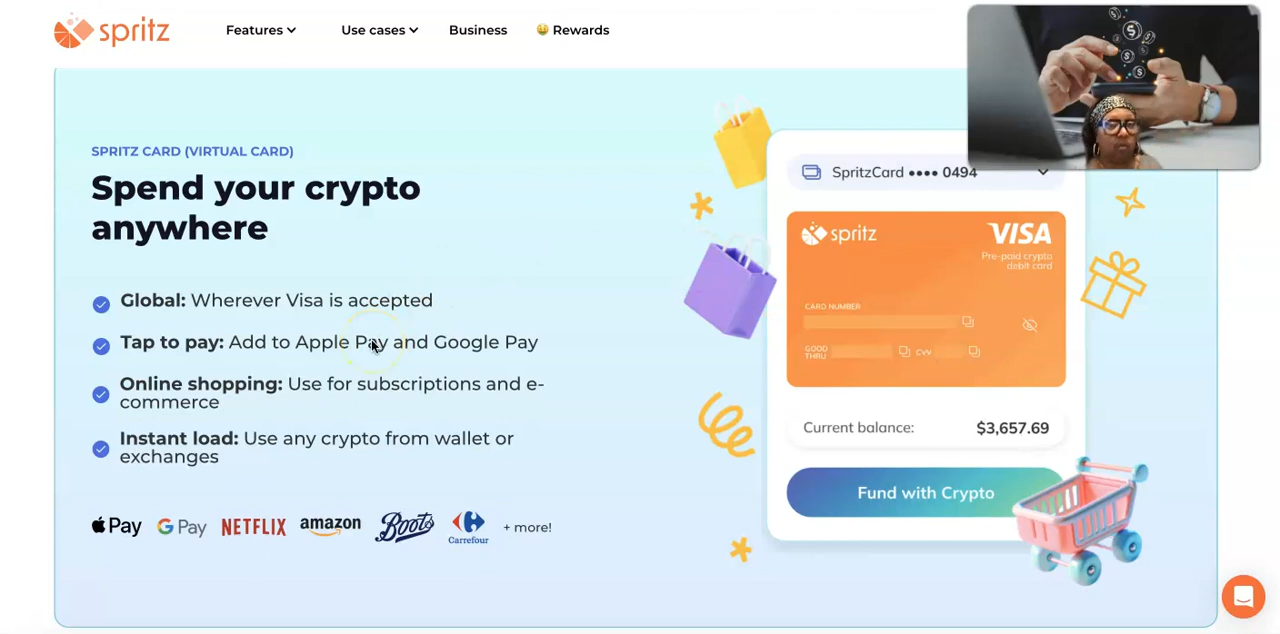 spritz
Features
Use cases
Business
Rewards
SPRITZ CARD (VIRTUAL CARD)
Spend your crypto
anywhere
Global: Wherever Visa is accepted
Tap to pay: Add to Apple Pay and Google Pay
Online shopping: Use for subscriptions and e-
commerce
Instant load: Use any crypto from wallet or
exchanges
Pay
G Pay
NETFLIX
amazon
Boots
Carrefour
+ more!
SpritzCard •••• 0494
spritz
VISA
Pre-paid crypto
debit card
CARD NUMBER
GOOD
THRU
CVV
Current balance:
$3,657.69
Fund with Crypto